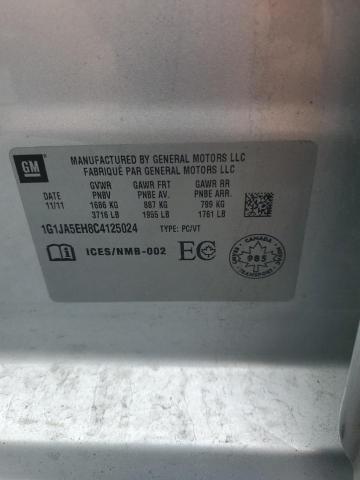 GM
MANUFACTURED BY GENERAL MOTORS LLC
FABRIQUÉ PAR GENERAL MOTORS LLC
GVWR GAWR FRT GAWR RR
DATE PNBV PNBE AV. PNBE ARR.
11/11 1686 KG 887 KG 799 KG
3716 LB 1955 LB 1761 LB
1G1JA5EH8C4125024 TYPE: PC/VT
ICES/NMB-002 EC
CANADA
985
TRANSPORT